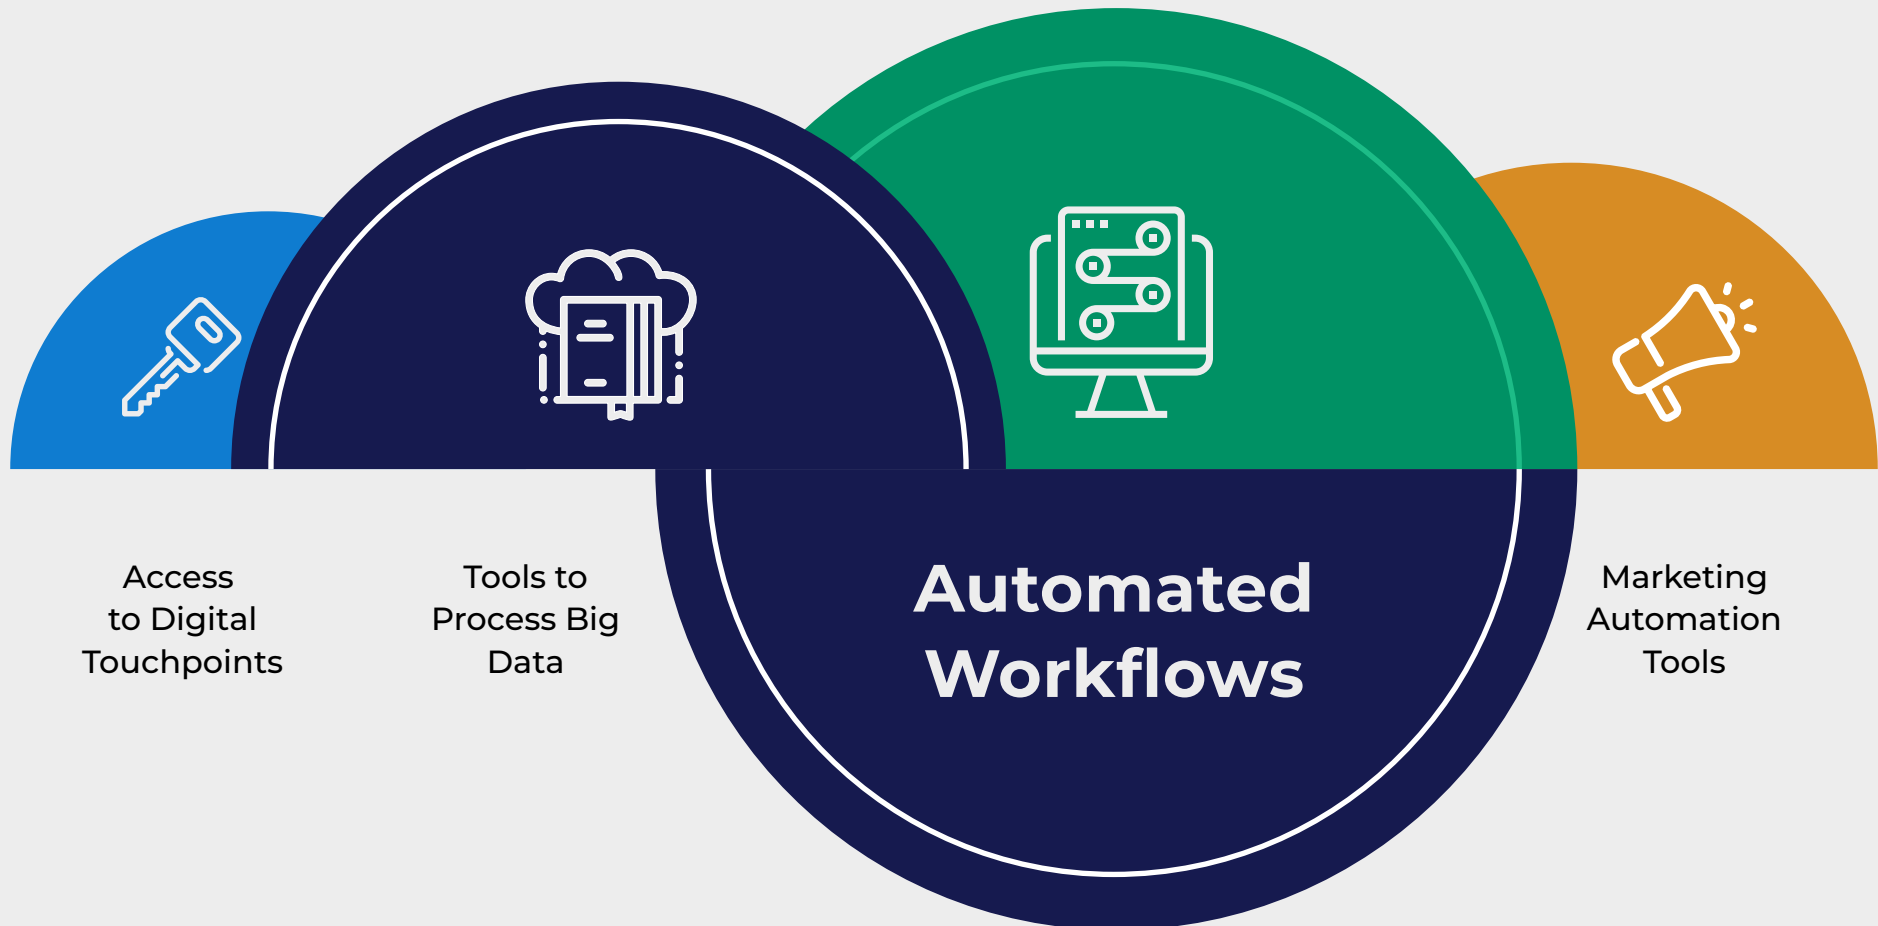 Access
to Digital
Touchpoints
Tools to
Process Big
Data
Automated
Workflows
Marketing
Automation
Tools